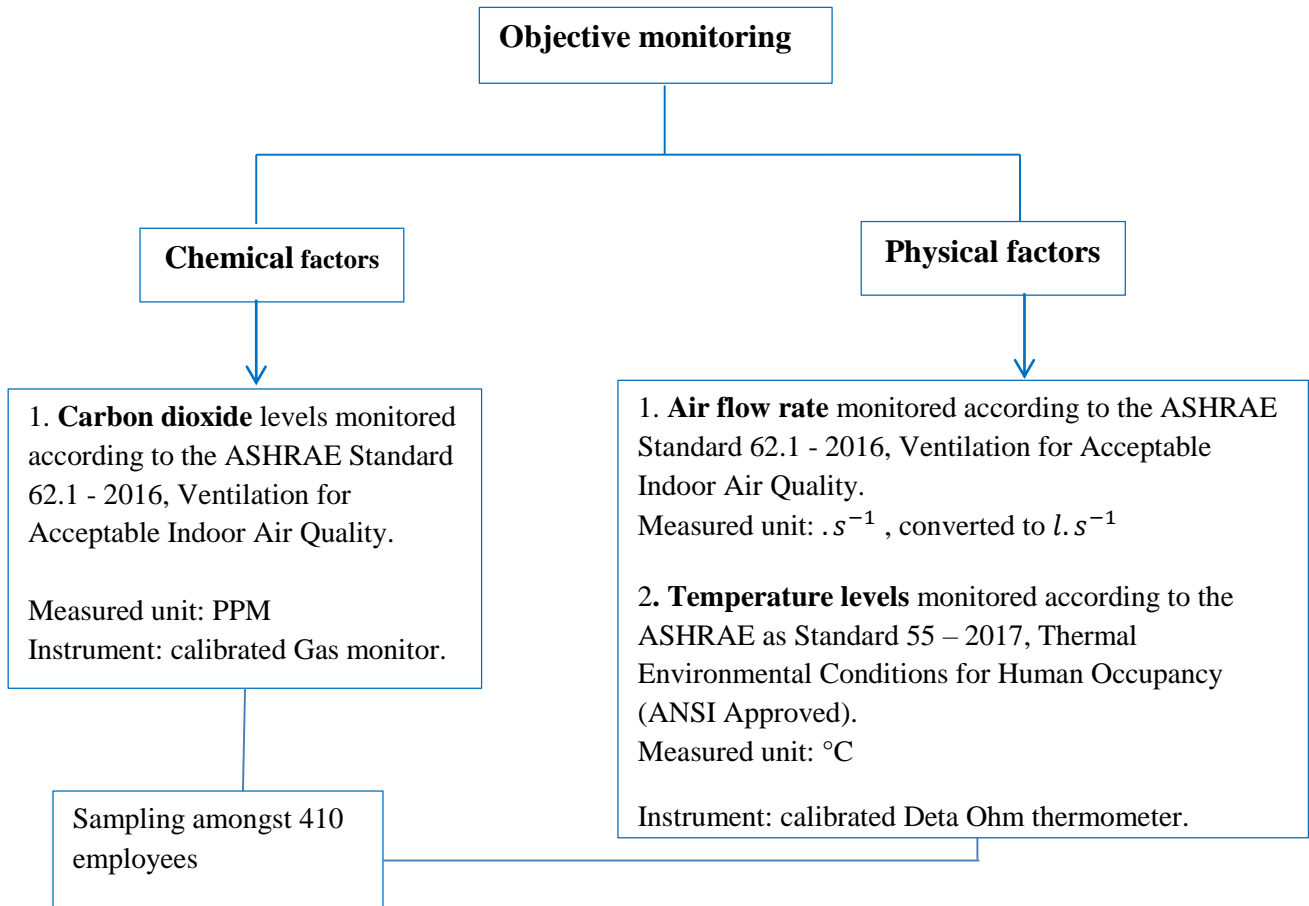 Objective monitoring
Chemical factors
Physical factors
1. Carbon dioxide levels monitored
according to the ASHRAE Standard
62.1 - 2016, Ventilation for
Acceptable Indoor Air Quality.
Measured unit: PPM
Instrument: calibrated Gas monitor.
1. Air flow rate monitored according to the ASHRAE
Standard 62.1 - 2016, Ventilation for Acceptable
Indoor Air Quality.
Measured unit: . s⁻¹ , converted to l. s⁻¹
2. Temperature levels monitored according to the
ASHRAE as Standard 55 – 2017, Thermal
Environmental Conditions for Human Occupancy
(ANSI Approved).
Measured unit: °C
Instrument: calibrated Deta Ohm thermometer.
Sampling amongst 410
employees